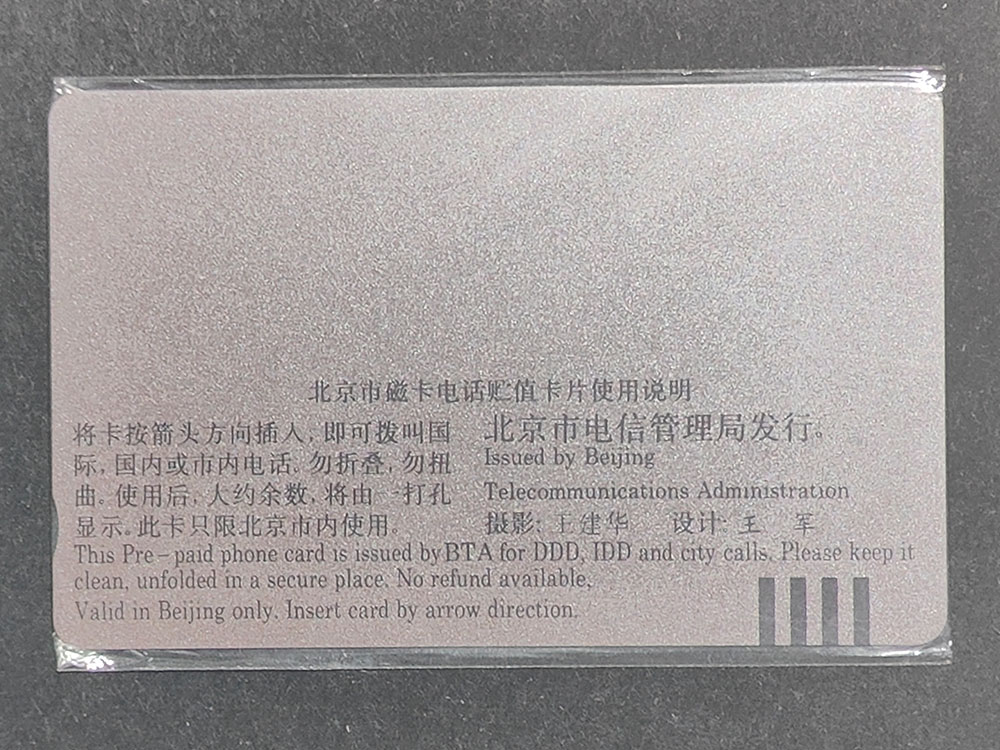 北京市磁卡电话贮值卡片使用说明
将卡按箭头方向插入, 即可拨叫国
际, 国内或市内电话, 勿折叠, 勿扭
曲。使用后, 大约余数, 将由一打孔
显示。此卡只限北京市内使用。
北京市电信管理局发行。
Issued by Beijing
Telecommunications Administration
摄影: 王建华 设计: 王 军
This Pre-paid phone card is issued by BTA for DDD, IDD and city calls. Please keep it
clean, unfolded in a secure place. No refund available,
Valid in Beijing only. Insert card by arrow direction.